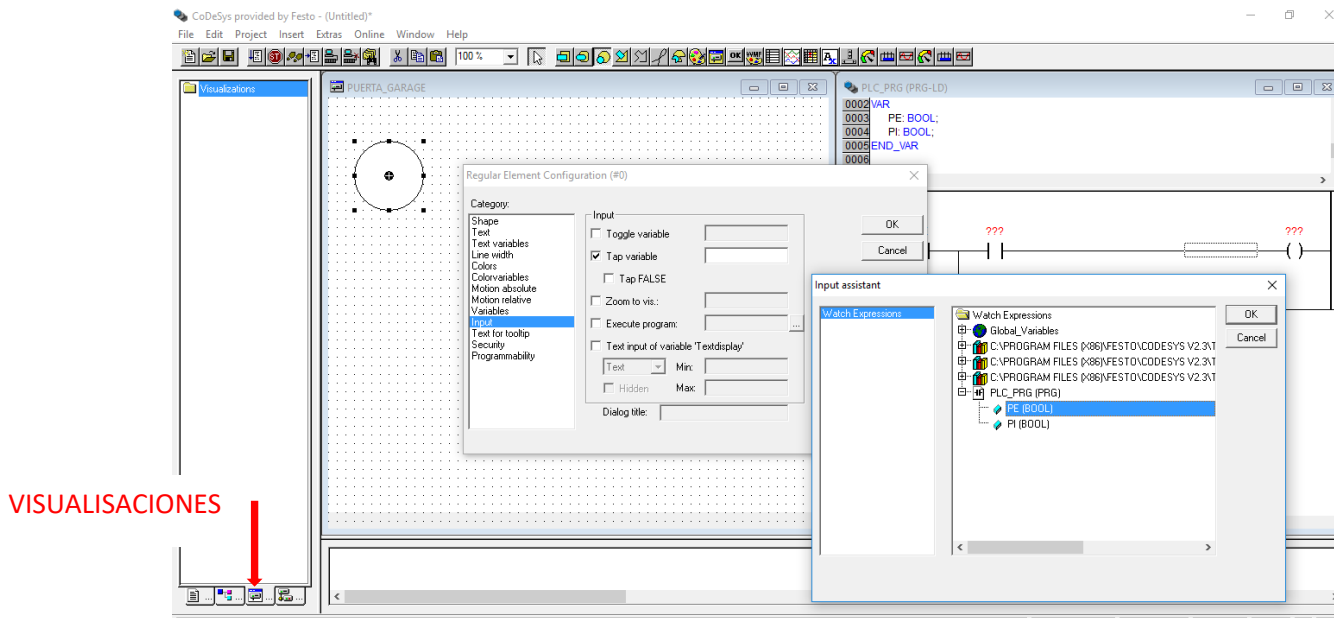 CoDeSys provided by Festo - (Untitled)*
File Edit Project Insert Extras Online Window Help
100 %
Visualizations
PUERTA_GARAGE
PLC_PRG (PRG-LD)
0002 VAR
0003 PE: BOOL;
0004 PI: BOOL;
0005 END_VAR
0006
??? ???
Regular Element Configuration (#0)
Category:
Shape
Text
Text variables
Line width
Colors
Colorvariables
Motion absolute
Motion relative
Variables
Input
Text for tooltip
Security
Programmability
Input
Toggle variable
Tap variable
Tap FALSE
Zoom to vis.:
Execute program:
...
Text input of variable 'Textdisplay'
Text
Min:
Hidden
Max:
Dialog title:
OK
Cancel
Input assistant
Watch Expressions
Watch Expressions
Global_Variables
C:\PROGRAM FILES (X86)\FESTO\CODESYS V2.3\T
C:\PROGRAM FILES (X86)\FESTO\CODESYS V2.3\T
C:\PROGRAM FILES (X86)\FESTO\CODESYS V2.3\T
PLC_PRG (PRG)
PE (BOOL)
PI (BOOL)
OK
Cancel
VISUALISACIONES